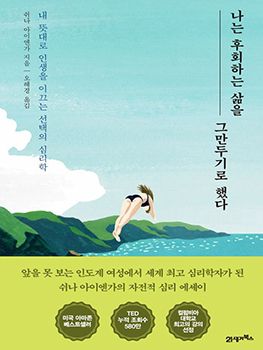 나는 후회하는 삶을
그만두기로 했다
내 뜻대로 인생을 이끄는 선택의 심리학
쉬나 아이엔가 지음 | 오혜경 옮김
앞을 못 보는 인도계 여성에서 세계 최고 심리학자가 된
쉬나 아이엔가의 자전적 심리 에세이
미국 아마존
베스트셀러
TED
누적 조회수
580만
컬럼비아
대학교
최고의 강의
선정
21세기북스